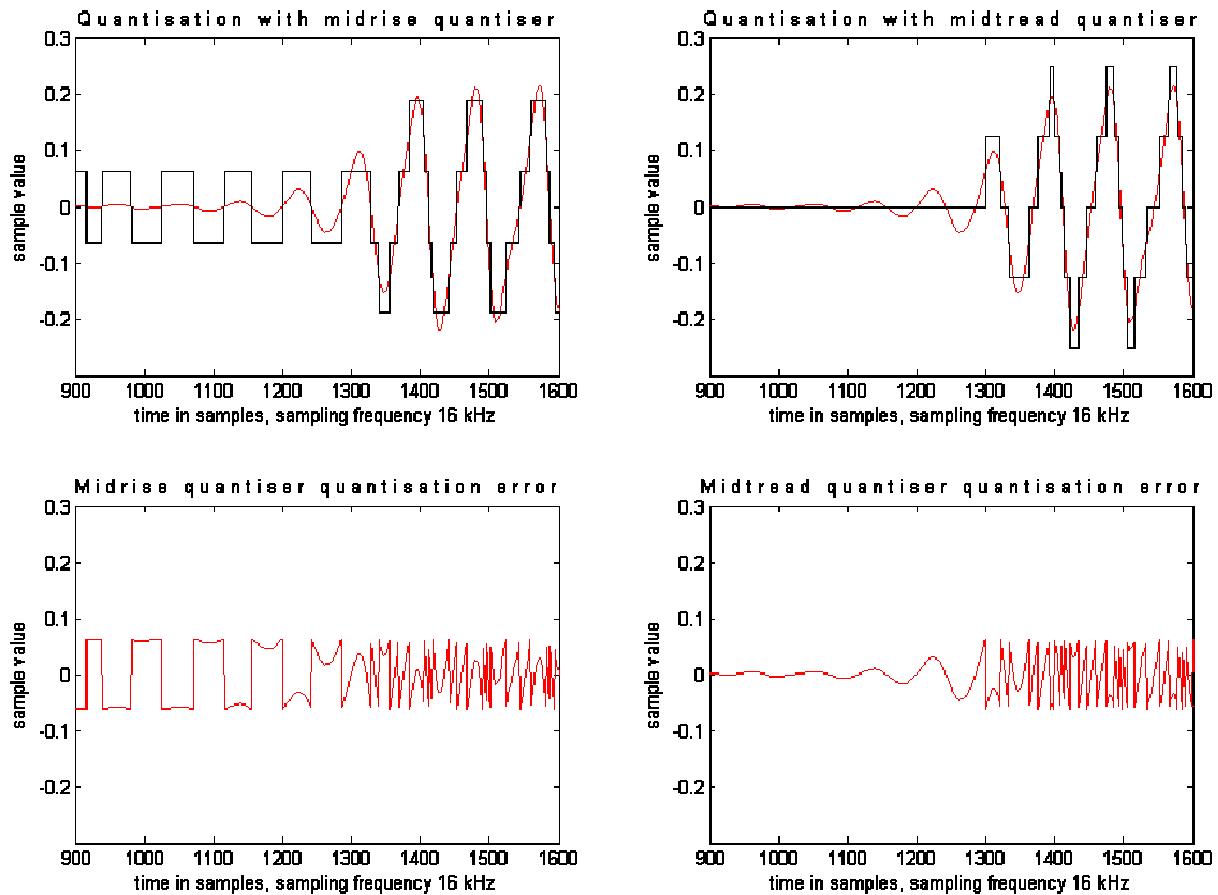 Quantisation with midrise quantiser
0.3
0.2
0.1
0
-0.1
-0.2
sample value
900 1000 1100 1200 1300 1400 1500 1600
time in samples, sampling frequency 16 kHz
Quantisation with midtread quantiser
0.3
0.2
0.1
0
-0.1
-0.2
sample value
900 1000 1100 1200 1300 1400 1500 1600
time in samples, sampling frequency 16 kHz
Midrise quantiser quantisation error
0.3
0.2
0.1
0
-0.1
-0.2
sample value
900 1000 1100 1200 1300 1400 1500 1600
time in samples, sampling frequency 16 kHz
Midtread quantiser quantisation error
0.3
0.2
0.1
0
-0.1
-0.2
sample value
900 1000 1100 1200 1300 1400 1500 1600
time in samples, sampling frequency 16 kHz